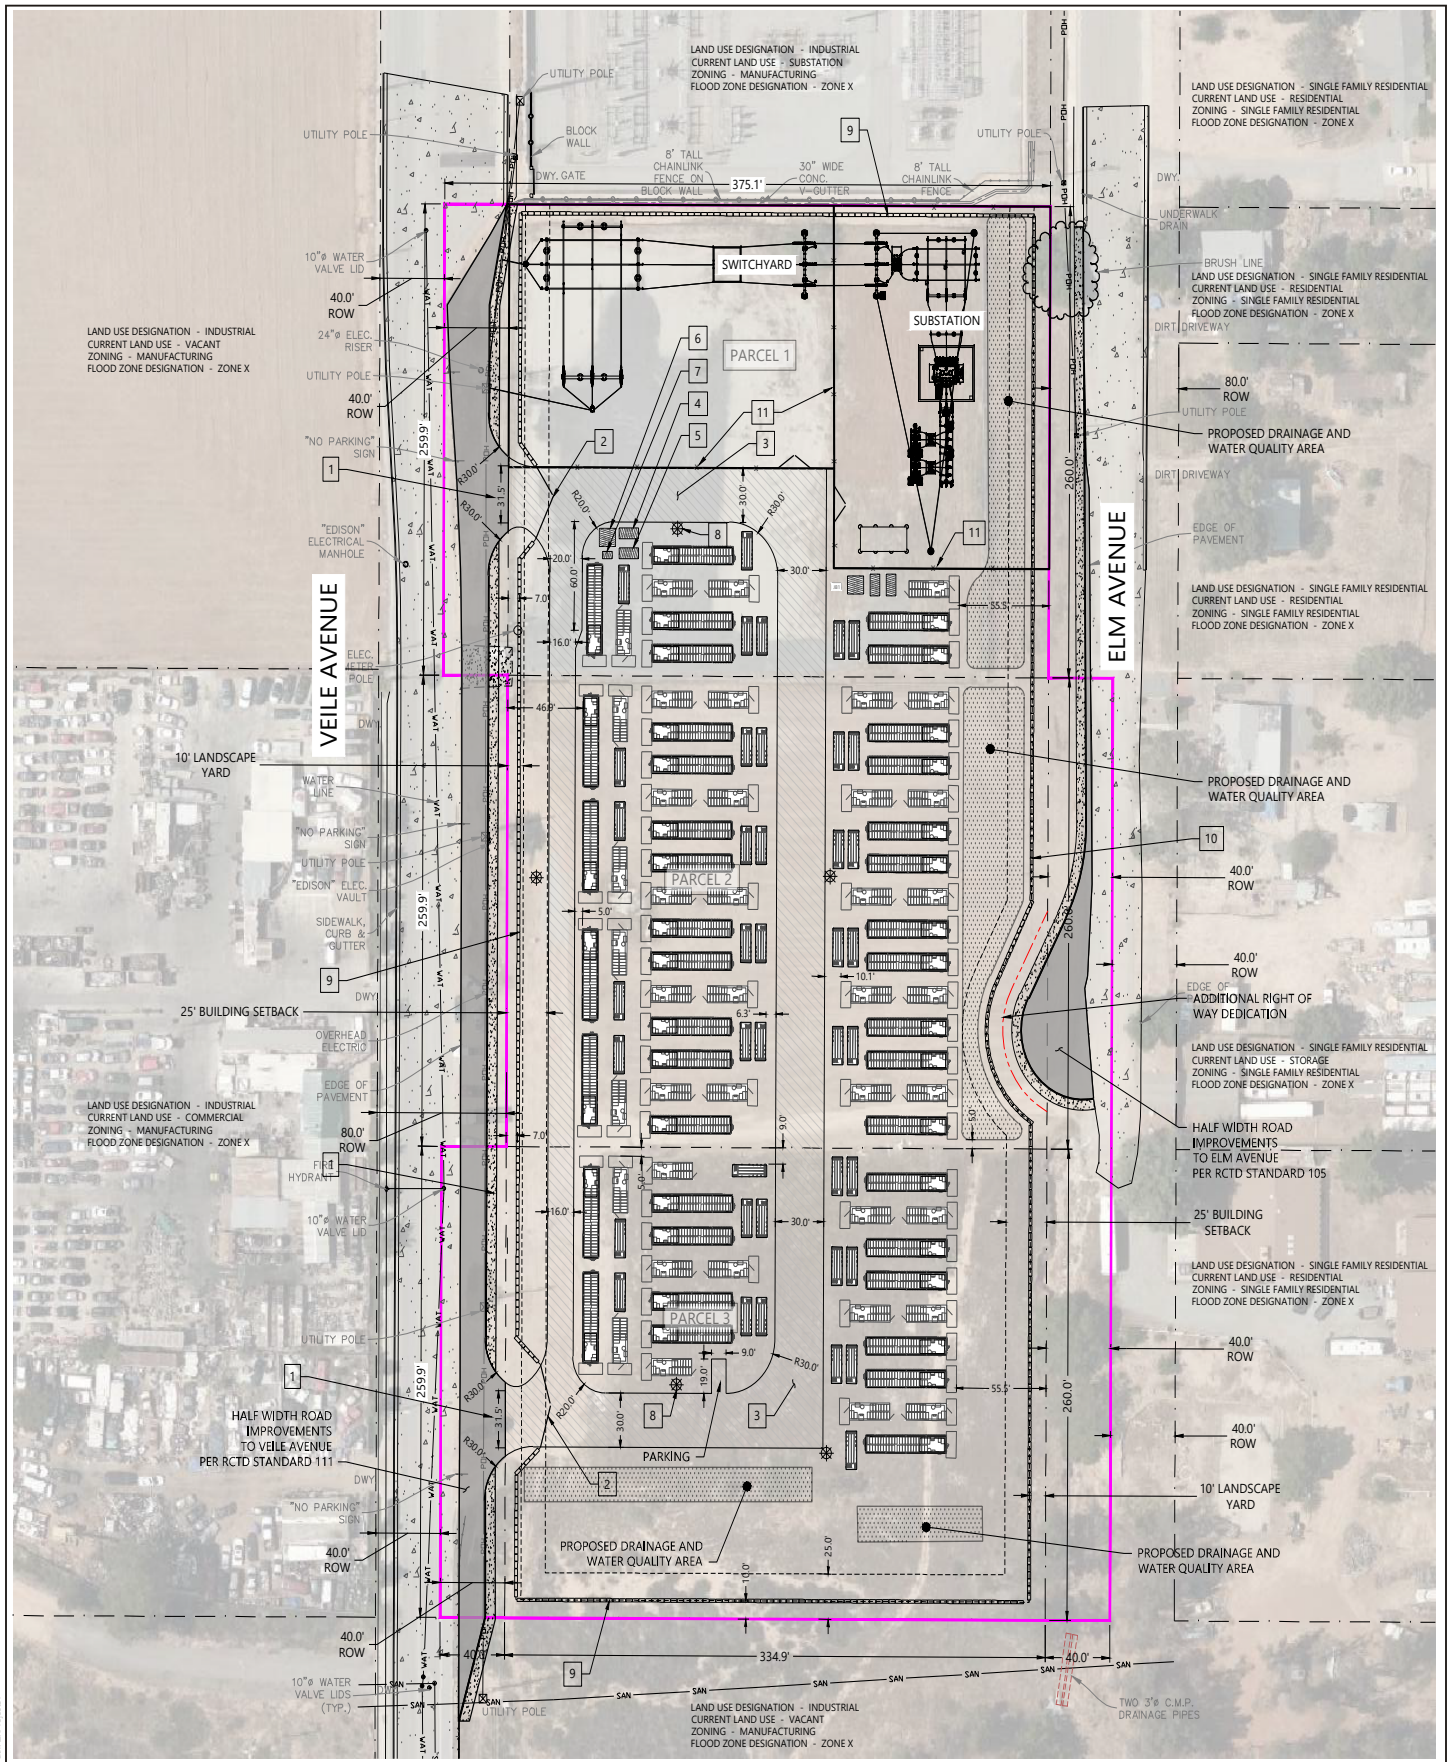 LAND USE DESIGNATION - INDUSTRIAL
CURRENT LAND USE - SUBSTATION
ZONING - MANUFACTURING
FLOOD ZONE DESIGNATION - ZONE X
LAND USE DESIGNATION - SINGLE FAMILY RESIDENTIAL
CURRENT LAND USE - RESIDENTIAL
ZONING - SINGLE FAMILY RESIDENTIAL
FLOOD ZONE DESIGNATION - ZONE X
POH
UTILITY POLE
UTILITY POLE
BLOCK
WALL
DWY. GATE
8' TALL
CHAINLINK
FENCE ON
BLOCK WALL
30" WIDE
CONC.
V-GUTTER
8' TALL
CHAINLINK
FENCE
9
UTILITY POLE
DWY
375.1'
UNDERWALK
DRAIN
10"ø WATER
VALVE LID
40.0'
ROW
SWITCHYARD
SUBSTATION
BRUSH LINE
LAND USE DESIGNATION - SINGLE FAMILY RESIDENTIAL
CURRENT LAND USE - RESIDENTIAL
ZONING - SINGLE FAMILY RESIDENTIAL
FLOOD ZONE DESIGNATION - ZONE X
DIRT DRIVEWAY
LAND USE DESIGNATION - INDUSTRIAL
CURRENT LAND USE - VACANT
ZONING - MANUFACTURING
FLOOD ZONE DESIGNATION - ZONE X
24"ø ELEC.
RISER
UTILITY POLE
40.0'
ROW
PARCEL 1
6
7
4
5
11
3
2
80.0'
ROW
UTILITY POLE
PROPOSED DRAINAGE AND
WATER QUALITY AREA
DIRT DRIVEWAY
"NO PARKING"
SIGN
1
259.9'
WAT
R30.0'
R30.0'
31.5'
R20.0'
30.0'
R30.0'
260.0'
8
11
"EDISON"
ELECTRICAL
MANHOLE
20.0'
60.0'
30.0'
7.0'
16.0'
55.5'
EDGE OF
PAVEMENT
ELM AVENUE
VEILE AVENUE
LAND USE DESIGNATION - SINGLE FAMILY RESIDENTIAL
CURRENT LAND USE - RESIDENTIAL
ZONING - SINGLE FAMILY RESIDENTIAL
FLOOD ZONE DESIGNATION - ZONE X
ELEC.
METER
POLE
46.9'
DWY
10' LANDSCAPE
YARD
WATER
LINE
PROPOSED DRAINAGE AND
WATER QUALITY AREA
"NO PARKING"
SIGN
UTILITY POLE
"EDISON" ELEC.
VAULT
SIDEWALK,
CURB &
GUTTER
10
PARCEL 2
40.0'
ROW
259.9'
260.0'
5.0'
9
DWY
10.1'
6.3'
40.0'
ROW
EDGE OF
ADDITIONAL RIGHT OF
WAY DEDICATION
25' BUILDING SETBACK
OVERHEAD
ELECTRIC
EDGE OF
PAVEMENT
LAND USE DESIGNATION - SINGLE FAMILY RESIDENTIAL
CURRENT LAND USE - STORAGE
ZONING - SINGLE FAMILY RESIDENTIAL
FLOOD ZONE DESIGNATION - ZONE X
LAND USE DESIGNATION - INDUSTRIAL
CURRENT LAND USE - COMMERCIAL
ZONING - MANUFACTURING
FLOOD ZONE DESIGNATION - ZONE X
80.0'
ROW
7.0'
9.0'
5.0'
HALF WIDTH ROAD
IMPROVEMENTS
TO ELM AVENUE
PER RCTD STANDARD 105
1
FIRE
HYDRANT
5.0'
10"ø WATER
VALVE LID
16.0'
30.0'
25' BUILDING
SETBACK
LAND USE DESIGNATION - SINGLE FAMILY RESIDENTIAL
CURRENT LAND USE - RESIDENTIAL
ZONING - SINGLE FAMILY RESIDENTIAL
FLOOD ZONE DESIGNATION - ZONE X
UTILITY POLE
PARCEL 3
40.0'
ROW
1
259.9'
R30.0'
9.0'
19.0'
R30.0'
55.5'
260.0'
HALF WIDTH ROAD
IMPROVEMENTS
TO VEILE AVENUE
PER RCTD STANDARD 111
31.5'
R20.0'
30.0'
8
3
40.0'
ROW
R30.0'
PARKING
DWY
2
10' LANDSCAPE
YARD
"NO PARKING"
SIGN
40.0'
ROW
PROPOSED DRAINAGE AND
WATER QUALITY AREA
25.0'
10.0'
PROPOSED DRAINAGE AND
WATER QUALITY AREA
40.0'
ROW
40.0'
334.9'
40.0'
9
10"ø WATER
VALVE LIDS
(TYP.)
DWY
SAN
SAN
SAN
SAN
SAN
SAN
SAN
SAN
UTILITY POLE
TWO 3'ø C.M.P.
DRAINAGE PIPES
LAND USE DESIGNATION - INDUSTRIAL
CURRENT LAND USE - VACANT
ZONING - MANUFACTURING
FLOOD ZONE DESIGNATION - ZONE X